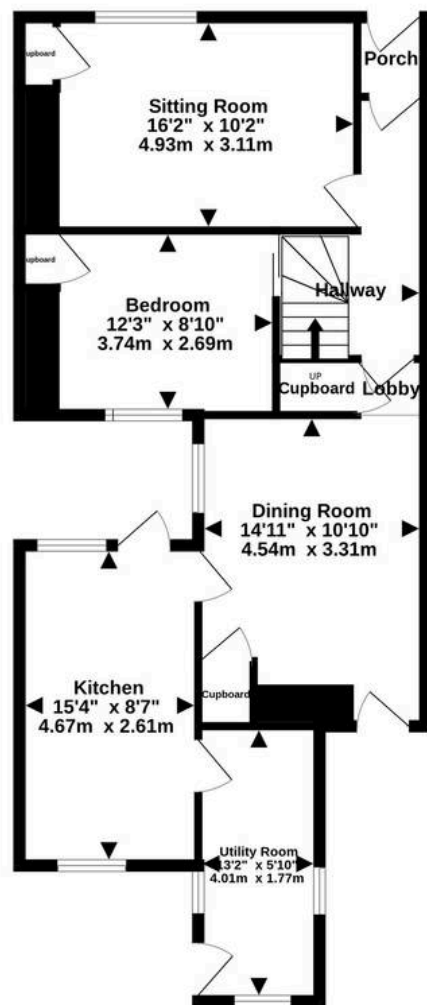 Porch
upboard
Sitting Room
16'2" x 10'2"
4.93m x 3.11m
upboard
Bedroom
12'3" x 8'10"
3.74m x 2.69m
Hallway
UP
Cupboard
Lobby
Dining Room
14'11" x 10'10"
4.54m x 3.31m
Kitchen
15'4" x 8'7"
4.67m x 2.61m
Cupboard
Utility Room
13'2" x 5'10"
4.01m x 1.77m